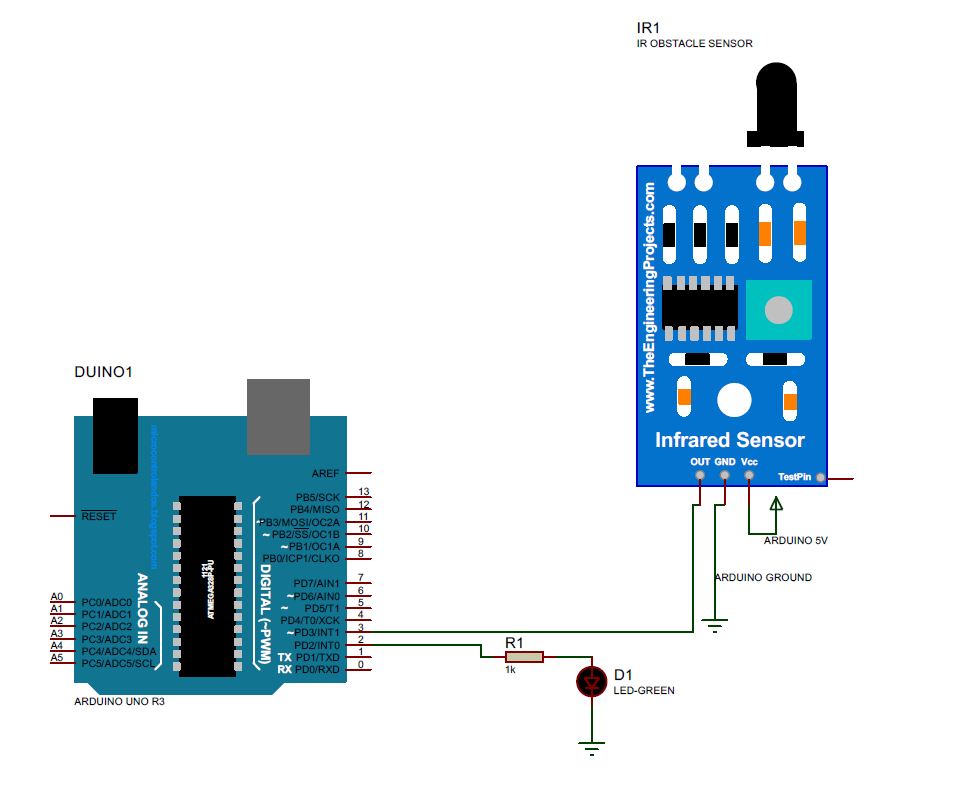 IR1
IR OBSTACLE SENSOR
www.TheEngineeringProjects.com
Infrared Sensor
OUT GND Vcc
TestPin
ARDUINO 5V
ARDUINO GROUND
DUINO1
microcontrolandos.blogspot.com
AREF
RESET
PB5/SCK 13
PB4/MISO 12
PB3/MOSI/OC2A 11
~ PB2/SS/OC1B 10
~ PB1/OC1A 9
PB0/ICP1/CLKO 8
PD7/AIN1 7
~ PD6/AIN0 6
~ PD5/T1 5
PD4/T0/XCK 4
~ PD3/INT1 3
PD2/INT0 2
TX PD1/TXD 1
RX PD0/RXD 0
DIGITAL (~PWM)
ATMEGA328P-PU
1121
ANALOG IN
A0 PC0/ADC0
A1 PC1/ADC1
A2 PC2/ADC2
A3 PC3/ADC3
A4 PC4/ADC4/SDA
A5 PC5/ADC5/SCL
ARDUINO UNO R3
R1
1k
D1
LED-GREEN